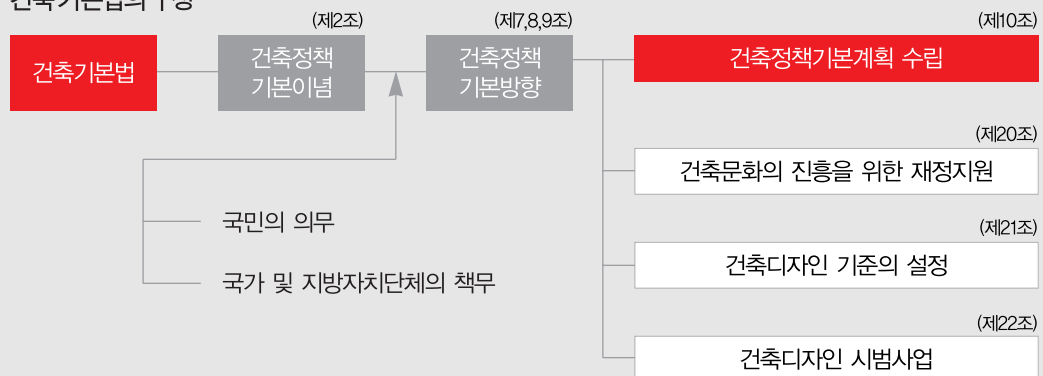 (제2조)
(제7,8,9조)
(제10조)
건축기본법
건축정책
기본이념
건축정책
기본방향
건축정책기본계획 수립
(제20조)
건축문화의 진흥을 위한 재정지원
국민의 의무
(제21조)
건축디자인 기준의 설정
국가 및 지방자치단체의 책무
(제22조)
건축디자인 시범사업